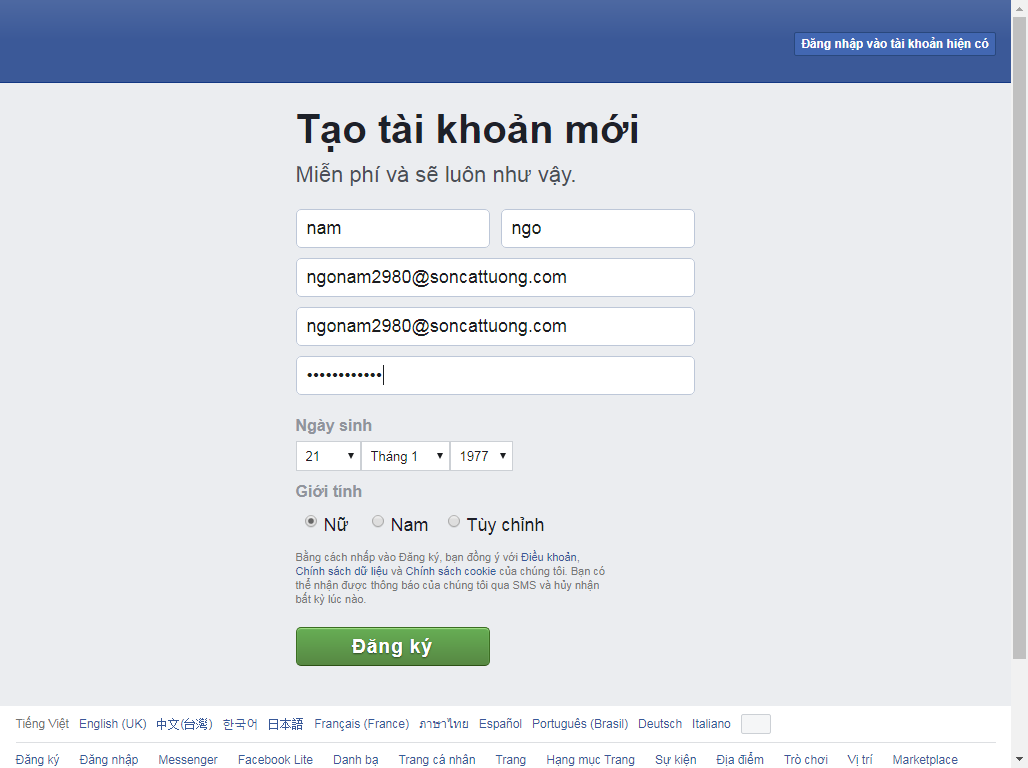 Đăng nhập vào tài khoản hiện có
Tạo tài khoản mới
Miễn phí và sẽ luôn như vậy.
nam ngo
ngonam2980@soncattuong.com
ngonam2980@soncattuong.com
••••••••••••
Ngày sinh
21 Tháng 1 1977
Giới tính
Nữ Nam Tùy chỉnh
Bằng cách nhấp vào Đăng ký, bạn đồng ý với Điều khoản,
Chính sách dữ liệu và Chính sách cookie của chúng tôi. Bạn có
thể nhận được thông báo của chúng tôi qua SMS và hủy nhận
bất kỳ lúc nào.
Đăng ký
Tiếng Việt English (UK) 中文(台灣) 한국어 日本語 Français (France) ภาษาไทย Español Português (Brasil) Deutsch Italiano
Đăng ký Đăng nhập Messenger Facebook Lite Danh bạ Trang cá nhân Trang Hạng mục Trang Sự kiện Địa điểm Trò chơi Vị trí Marketplace